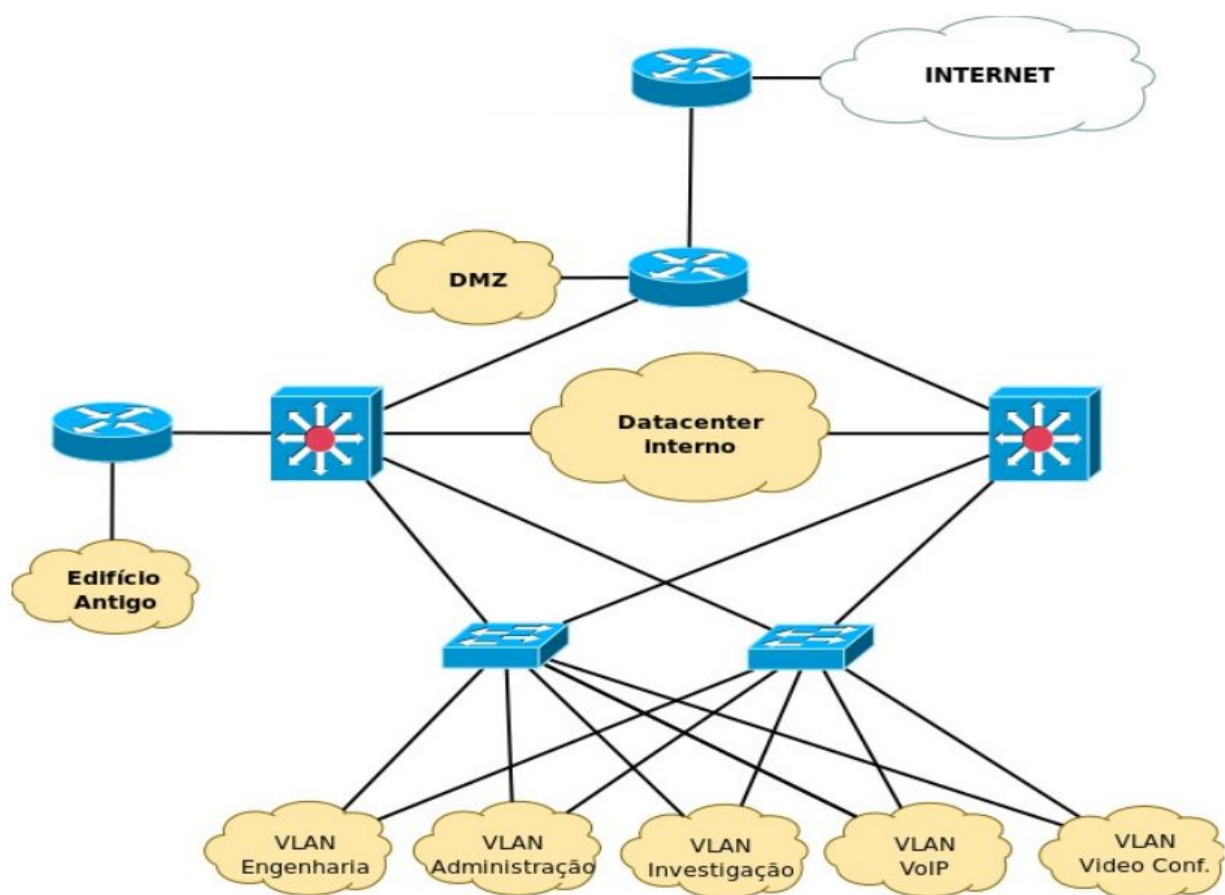 INTERNET
DMZ
Datacenter
Interno
Edifício
Antigo
VLAN
Engenharia
VLAN
Administração
VLAN
Investigação
VLAN
VoIP
VLAN
Video Conf.